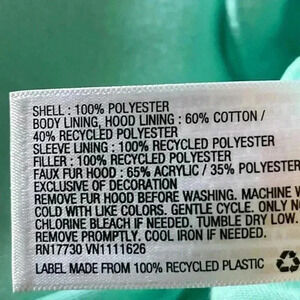 SHELL : 100% POLYESTER
BODY LINING, HOOD LINING : 60% COTTON /
40% RECYCLED POLYESTER
SLEEVE LINING : 100% RECYCLED POLYESTER
FILLER : 100% RECYCLED POLYESTER
FAUX FUR HOOD : 65% ACRYLIC / 35% POLYESTER
EXCLUSIVE OF DECORATION
REMOVE FUR HOOD BEFORE WASHING. MACHINE W
COLD WITH LIKE COLORS. GENTLE CYCLE. ONLY NO
CHLORINE BLEACH IF NEEDED. TUMBLE DRY LOW.
REMOVE PROMPTLY. COOL IRON IF NEEDED.
RN17730 VN1111626
LABEL MADE FROM 100% RECYCLED PLASTIC